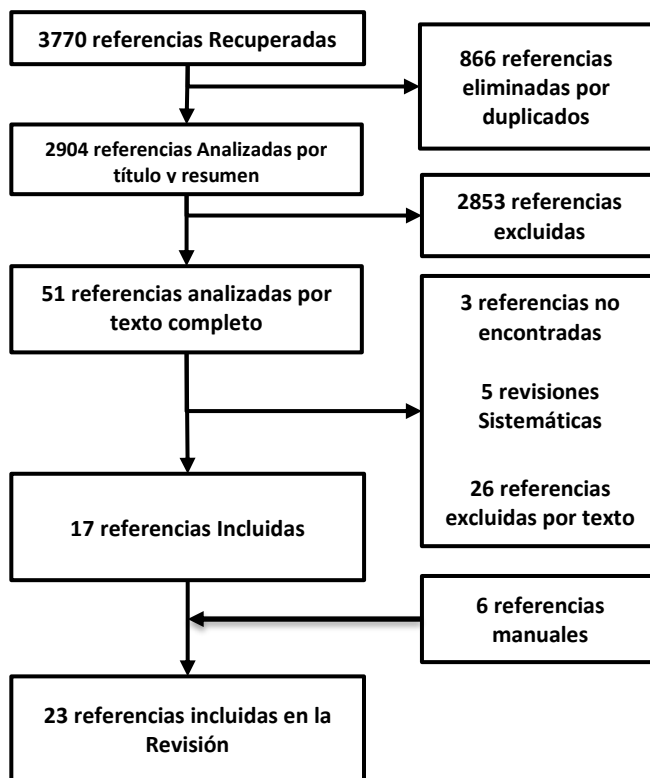 3770 referencias Recuperadas
866 referencias
eliminadas por
duplicados
2904 referencias Analizadas por
título y resumen
2853 referencias
excluidas
51 referencias analizadas por
texto completo
3 referencias no
encontradas
5 revisiones
Sistemáticas
26 referencias
excluidas por texto
17 referencias Incluidas
6 referencias
manuales
23 referencias incluidas en la
Revisión